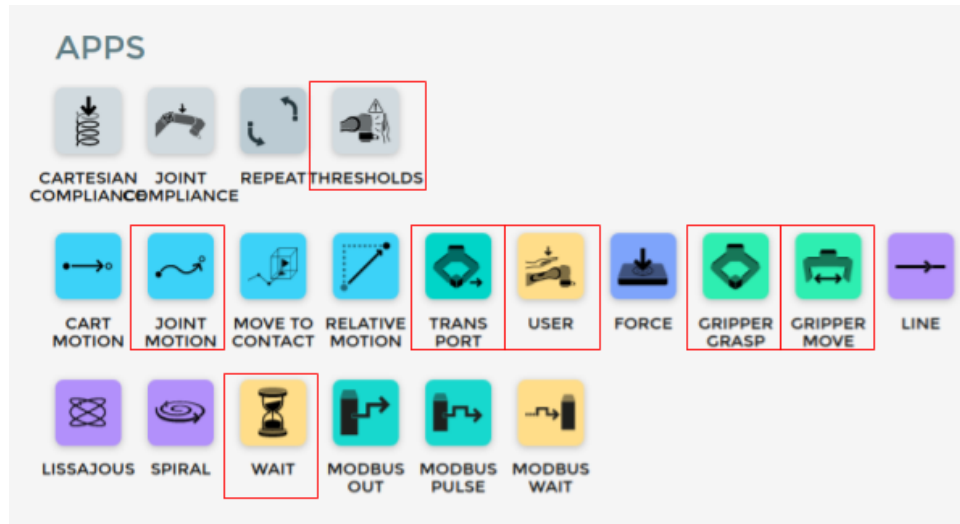 APPS
CARTESIAN COMPLIANCE
JOINT COMPLIANCE
REPEAT
THRESHOLDS
CART MOTION
JOINT MOTION
MOVE TO CONTACT
RELATIVE MOTION
TRANS PORT
USER
FORCE
GRIPPER GRASP
GRIPPER MOVE
LINE
LISSAJOUS
SPIRAL
WAIT
MODBUS OUT
MODBUS PULSE
MODBUS WAIT